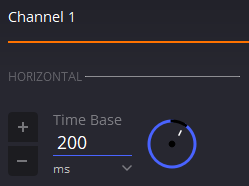 Channel 1
HORIZONTAL
+
Time Base
200
−
ms